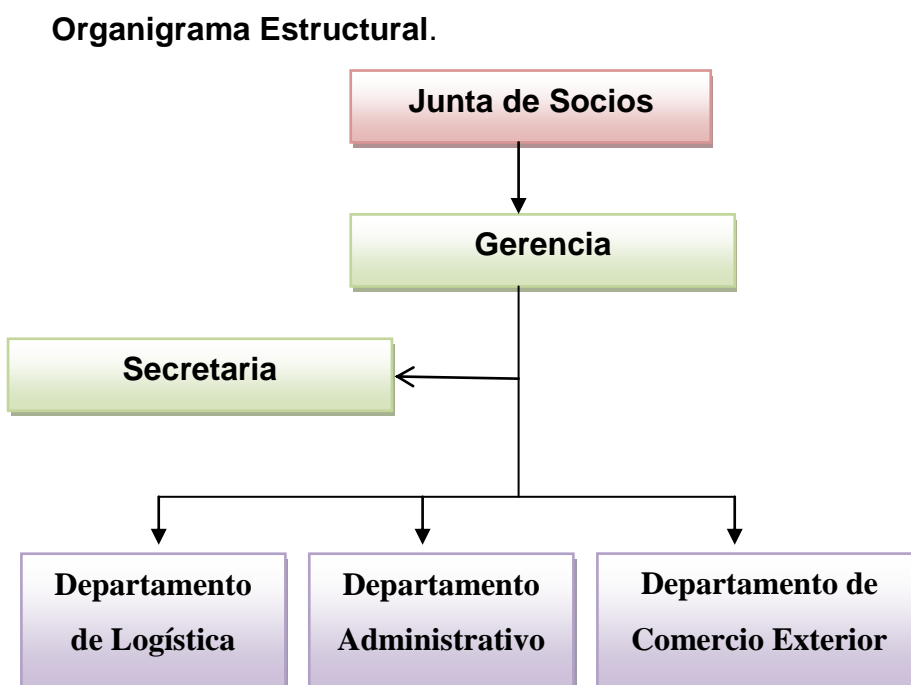 Organigrama Estructural.
Junta de Socios
Gerencia
Secretaria
Departamento
de Logística
Departamento
Administrativo
Departamento de
Comercio Exterior